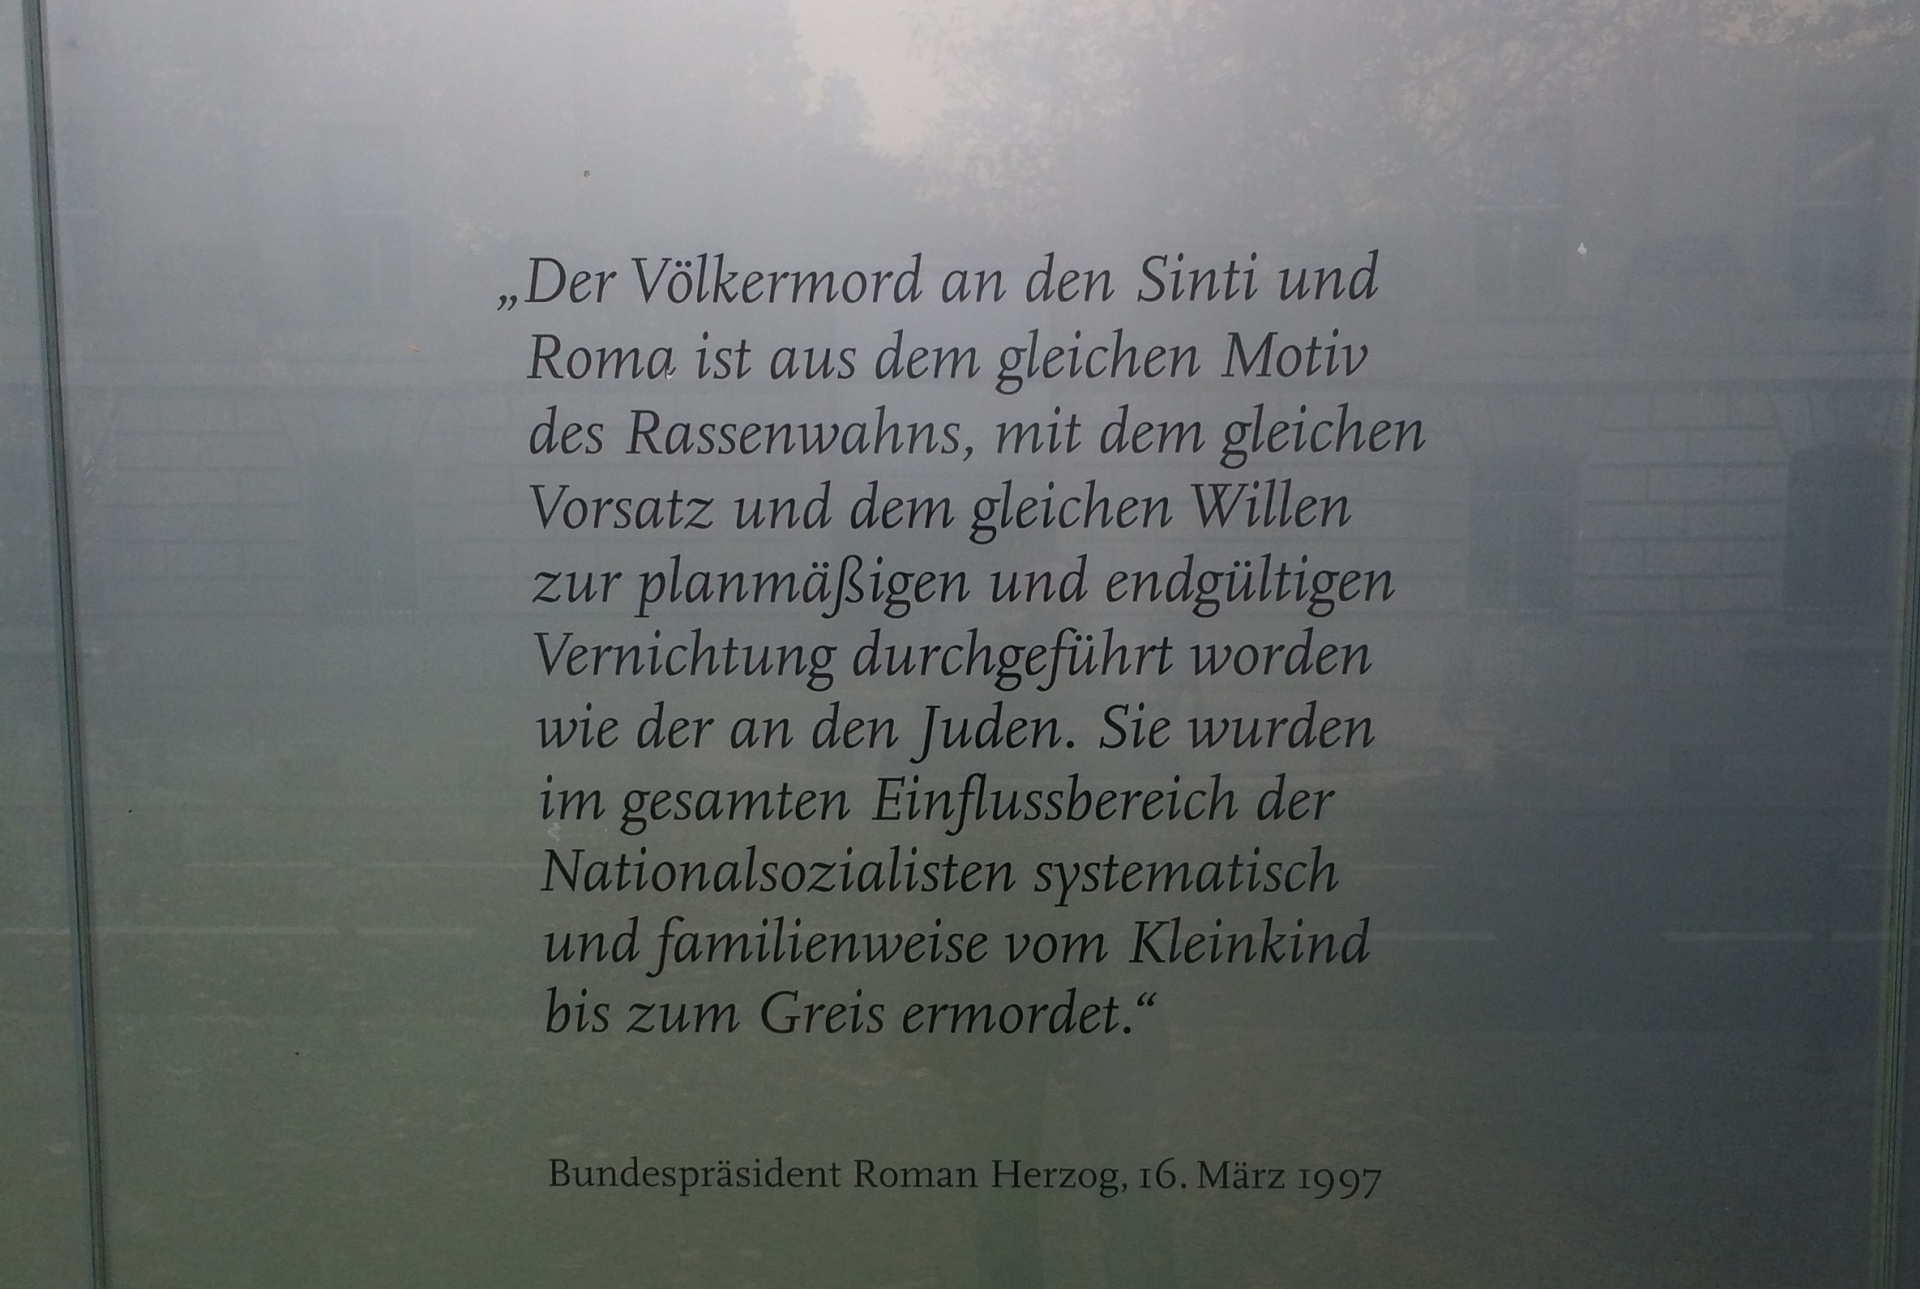 „Der Völkermord an den Sinti und
Roma ist aus dem gleichen Motiv
des Rassenwahns, mit dem gleichen
Vorsatz und dem gleichen Willen
zur planmäßigen und endgültigen
Vernichtung durchgeführt worden
wie der an den Juden. Sie wurden
im gesamten Einflussbereich der
Nationalsozialisten systematisch
und familienweise vom Kleinkind
bis zum Greis ermordet.“
Bundespräsident Roman Herzog, 16. März 1997